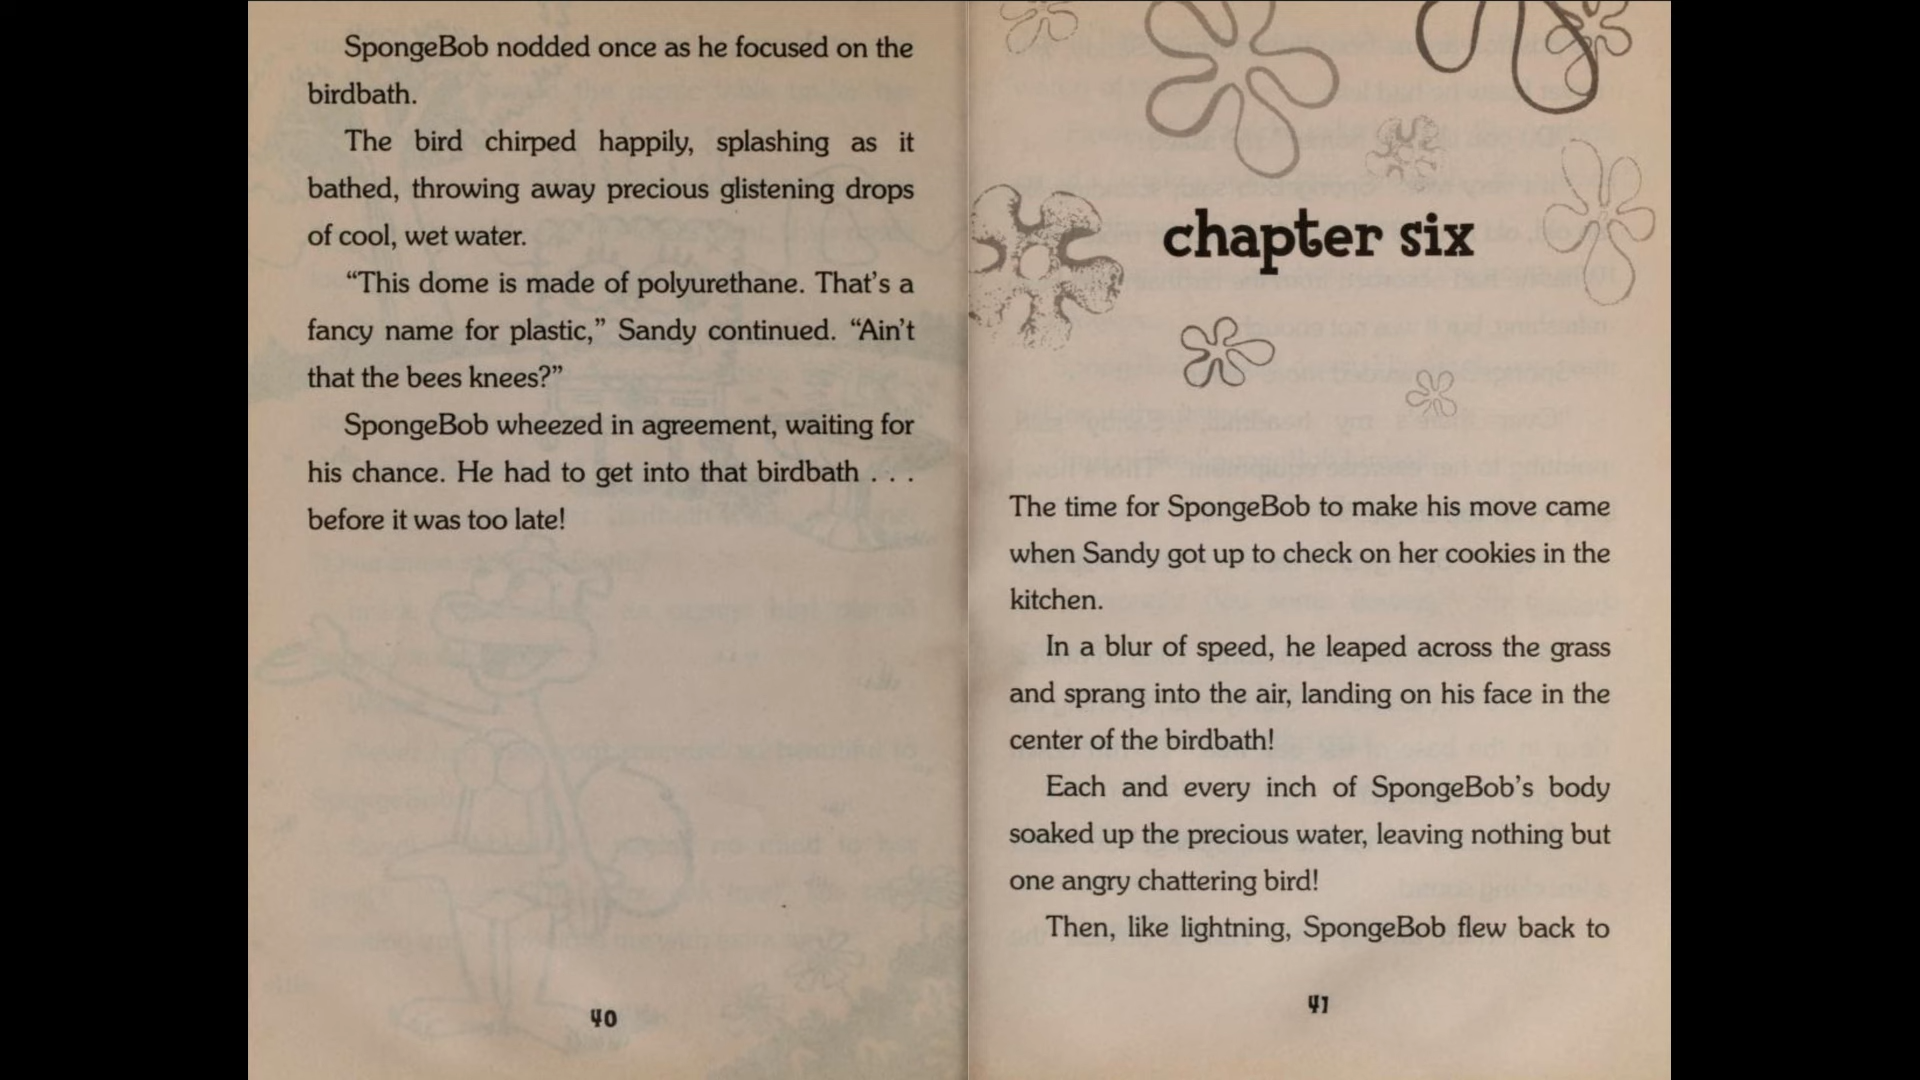 SpongeBob nodded once as he focused on the
birdbath.
The bird chirped happily, splashing as it
bathed, throwing away precious glistening drops
of cool, wet water.
“This dome is made of polyurethane. That’s a
fancy name for plastic,” Sandy continued. “Ain’t
that the bees knees?”
SpongeBob wheezed in agreement, waiting for
his chance. He had to get into that birdbath . . .
before it was too late!
40
chapter six
The time for SpongeBob to make his move came
when Sandy got up to check on her cookies in the
kitchen.
In a blur of speed, he leaped across the grass
and sprang into the air, landing on his face in the
center of the birdbath!
Each and every inch of SpongeBob’s body
soaked up the precious water, leaving nothing but
one angry chattering bird!
Then, like lightning, SpongeBob flew back to
41